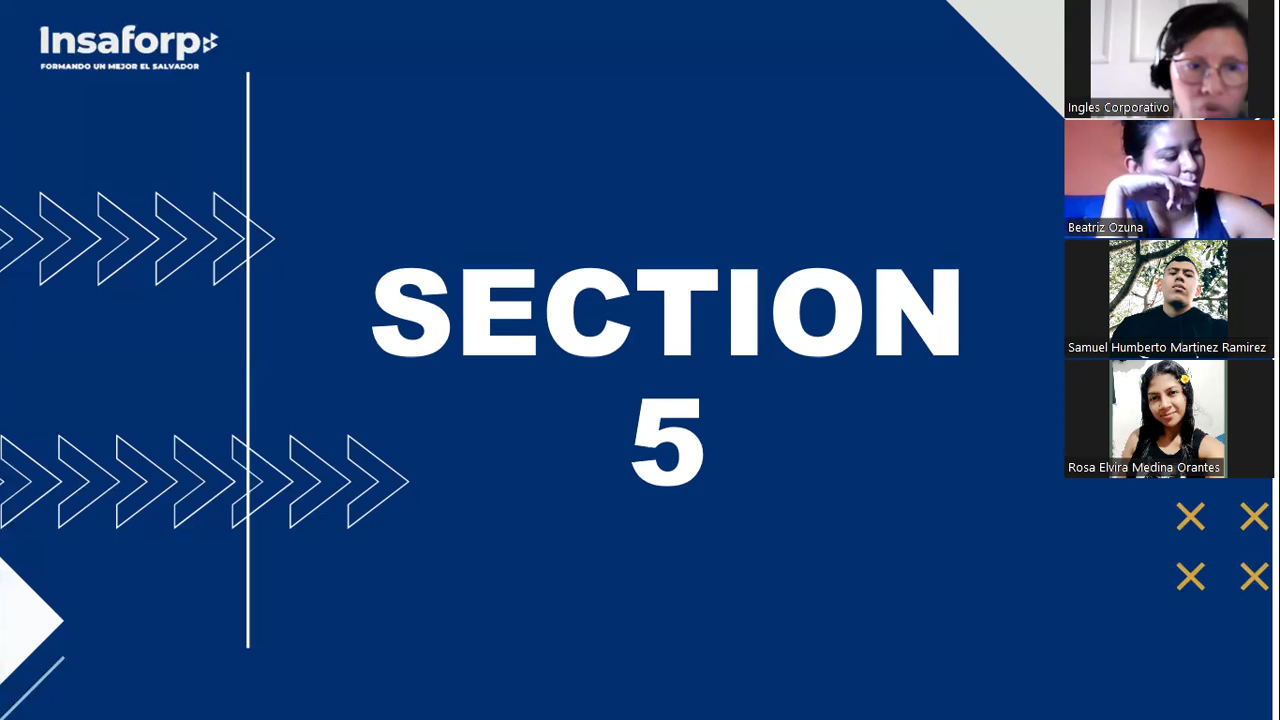 Insaforp
FORMANDO UN MEJOR EL SALVADOR
SECTION
5
Ingles Corporativo
Beatriz Ozuna
Samuel Humberto Martinez Ramirez
Rosa Elvira Medina Orantes